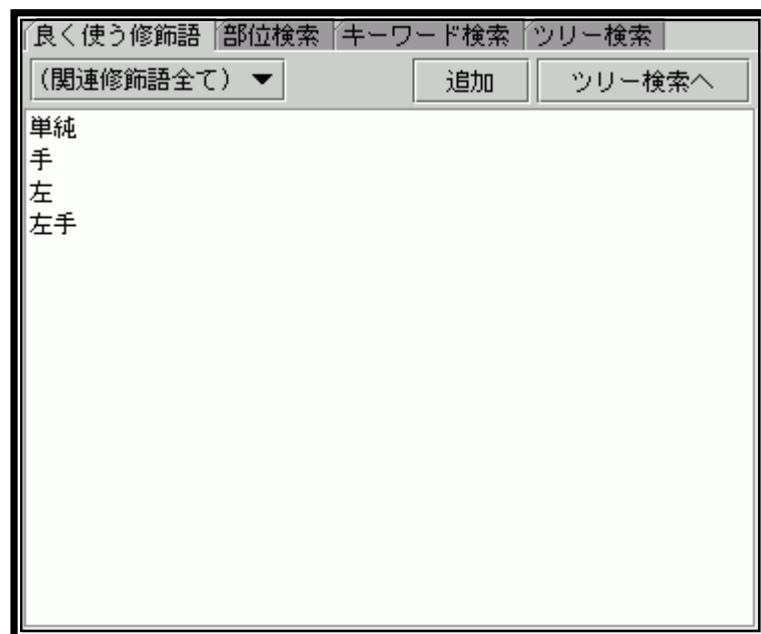 良く使う修飾語 部位検索 キーワード検索 ツリー検索
(関連修飾語全て) 追加 ツリー検索へ
単純
手
左
左手